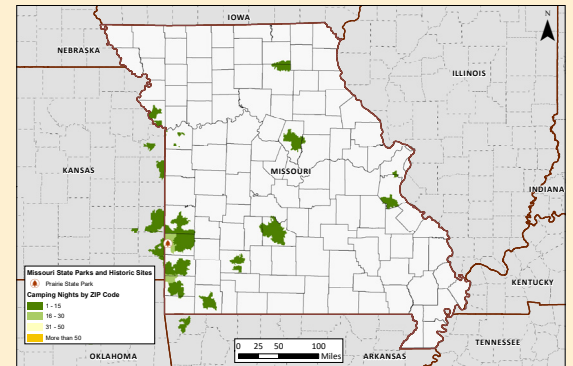 IOWA
N
NEBRASKA
ILLINOIS
KANSAS
MISSOURI
INDIANA
Missouri State Parks and Historic Sites
Prairie State Park
Camping Nights by ZIP Code
1 - 15
16 - 30
31 - 50
More than 50
KENTUCKY
0 25 50 100
Miles
TENNESSEE
OKLAHOMA
ARKANSAS